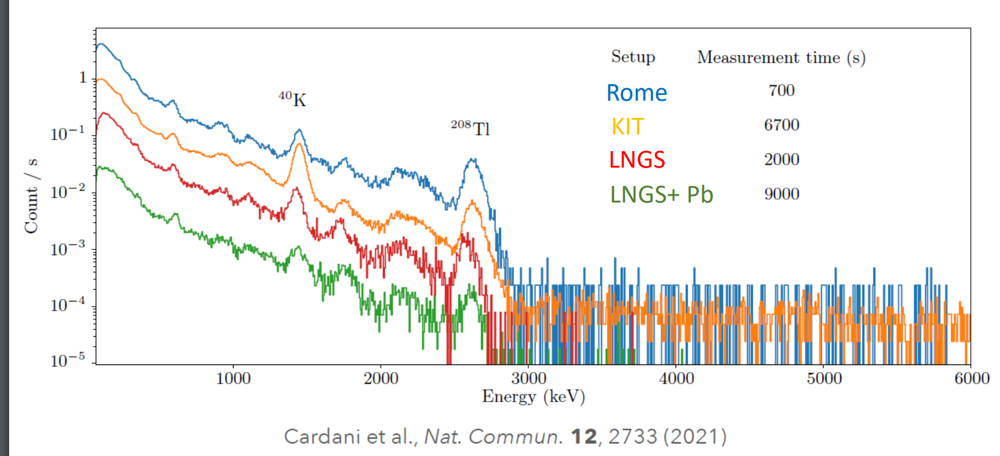 Setup Measurement time (s)
Rome 700
KIT 6700
LNGS 2000
LNGS+ Pb 9000
⁴⁰K
²⁰⁸Tl
Count / s
1
10⁻¹
10⁻²
10⁻³
10⁻⁴
10⁻⁵
1000 2000 3000 4000 5000 6000
Energy (keV)
Cardani et al., Nat. Commun. 12, 2733 (2021)